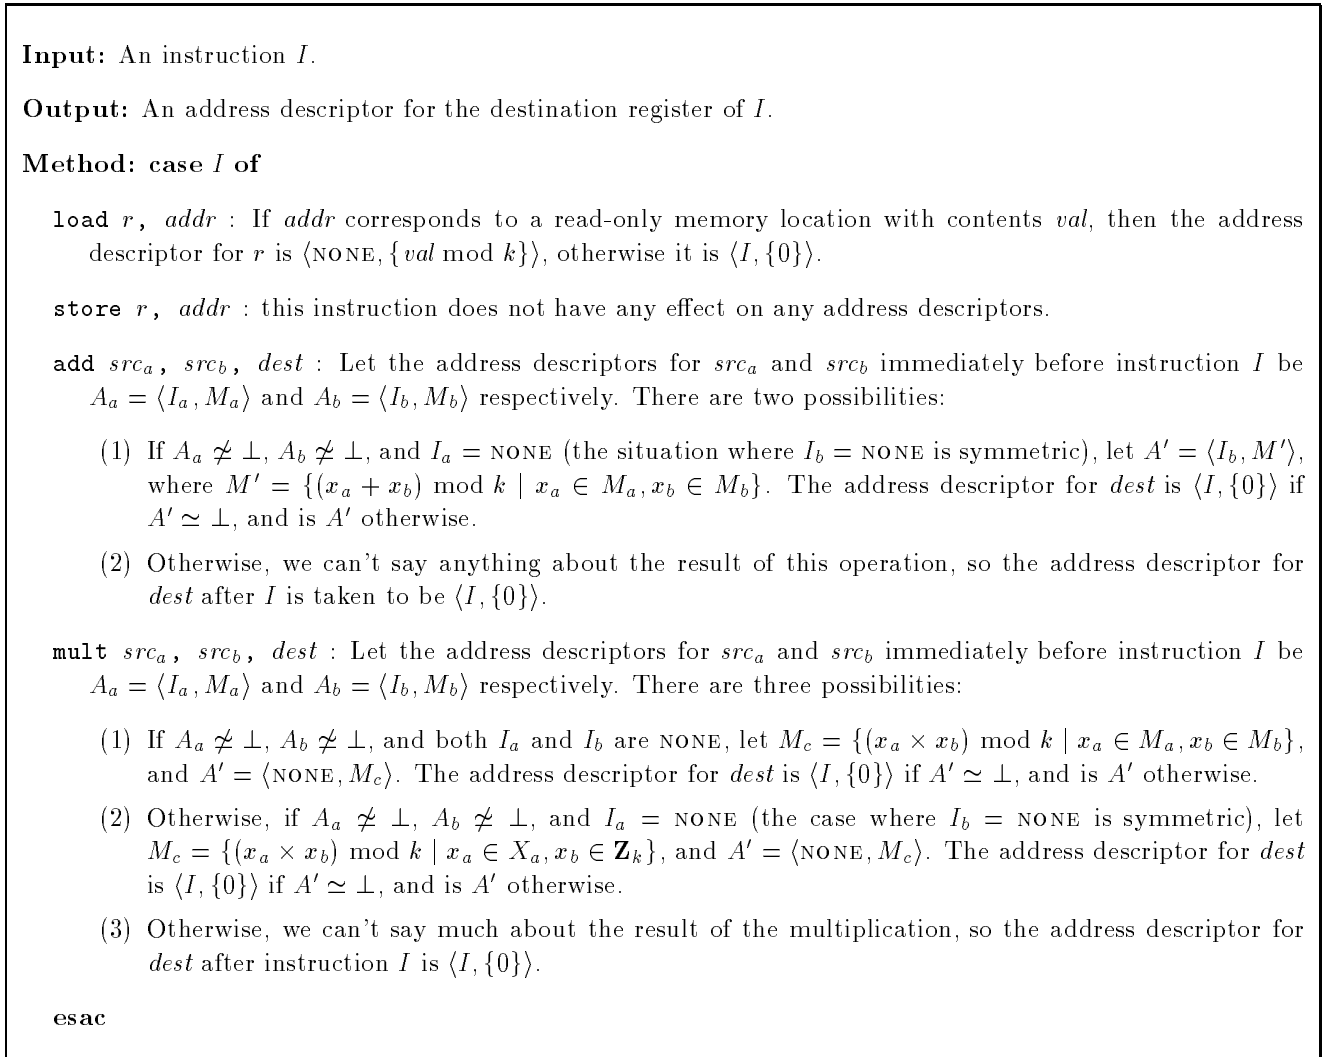 Input: An instruction I.
Output: An address descriptor for the destination register of I.
Method: case I of
load r, addr : If addr corresponds to a read-only memory location with contents val, then the address
descriptor for r is ⟨NONE, {val mod k}⟩, otherwise it is ⟨I, {0}⟩.
store r, addr : this instruction does not have any effect on any address descriptors.
add src_a, src_b, dest : Let the address descriptors for src_a and src_b immediately before instruction I be
A_a = ⟨I_a, M_a⟩ and A_b = ⟨I_b, M_b⟩ respectively. There are two possibilities:
(1) If A_a ≄ ⊥, A_b ≄ ⊥, and I_a = NONE (the situation where I_b = NONE is symmetric), let A′ = ⟨I_b, M′⟩,
where M′ = {(x_a + x_b) mod k | x_a ∈ M_a, x_b ∈ M_b}. The address descriptor for dest is ⟨I, {0}⟩ if
A′ ≃ ⊥, and is A′ otherwise.
(2) Otherwise, we can't say anything about the result of this operation, so the address descriptor for
dest after I is taken to be ⟨I, {0}⟩.
mult src_a, src_b, dest : Let the address descriptors for src_a and src_b immediately before instruction I be
A_a = ⟨I_a, M_a⟩ and A_b = ⟨I_b, M_b⟩ respectively. There are three possibilities:
(1) If A_a ≄ ⊥, A_b ≄ ⊥, and both I_a and I_b are NONE, let M_c = {(x_a × x_b) mod k | x_a ∈ M_a, x_b ∈ M_b},
and A′ = ⟨NONE, M_c⟩. The address descriptor for dest is ⟨I, {0}⟩ if A′ ≃ ⊥, and is A′ otherwise.
(2) Otherwise, if A_a ≄ ⊥, A_b ≄ ⊥, and I_a = NONE (the case where I_b = NONE is symmetric), let
M_c = {(x_a × x_b) mod k | x_a ∈ X_a, x_b ∈ Z_k}, and A′ = ⟨NONE, M_c⟩. The address descriptor for dest
is ⟨I, {0}⟩ if A′ ≃ ⊥, and is A′ otherwise.
(3) Otherwise, we can't say much about the result of the multiplication, so the address descriptor for
dest after instruction I is ⟨I, {0}⟩.
esac